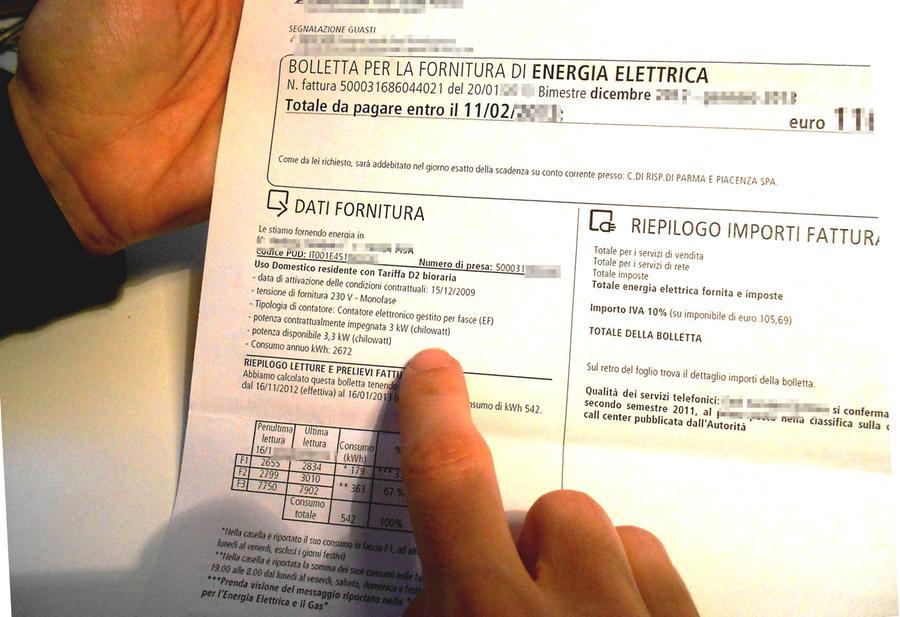 SEGNALAZIONE GUASTI
BOLLETTA PER LA FORNITURA DI ENERGIA ELETTRICA
N. fattura 500031686044021 del 20/01 Bimestre dicembre
Totale da pagare entro il 11/02/
euro 11
Come da lei richiesto, sarà addebitato nel giorno esatto della scadenza su conto corrente presso: C.DI RISP.DI PARMA E PIACENZA SPA.
DATI FORNITURA
Le stiamo fornendo energia in
codice POD: IT001E451 Numero di presa: 500031
Uso Domestico residente con Tariffa D2 bioraria
- data di attivazione delle condizioni contrattuali: 15/12/2009
- tensione di fornitura 230 V - Monofase
- Tipologia di contatore: Contatore elettronico gestito per fasce (EF)
- potenza contrattualmente impegnata 3 kW (chilowatt)
- potenza disponibile 3,3 kW (chilowatt)
- Consumo annuo kWh: 2672
RIEPILOGO LETTURE E PRELIEVI FATTU
Abbiamo calcolato questa bolletta tenendo
dal 16/11/2012 (effettiva) al 16/01/2013 nsumo di kWh 542.
Penultima lettura 16/1 Ultima lettura Consumo (kWh) %
F1 2655 2834 * 179 *** 3
F2 2799 3010 ** 363 67 %
F3 7750 7902
Consumo totale 542 100%
*Nella casella è riportato il suo consumo in fascia F1, ad
lunedì al venerdì, esclusi i giorni festivi)
**Nella casella è riportata la somma dei suoi consumi nelle fa
19.00 alle 8.00 dal lunedì al venerdì, sabato, domenica e festi
***Prenda visione del messaggio riportato nelle
per l'Energia Elettrica e il Gas"
RIEPILOGO IMPORTI FATTURA
Totale per i servizi di vendita
Totale per i servizi di rete
Totale imposte
Totale energia elettrica fornita e imposte
Importo IVA 10% (su imponibile di euro 105,69)
TOTALE DELLA BOLLETTA
Sul retro del foglio trova il dettaglio importi della bolletta.
Qualità dei servizi telefonici: si conferma
secondo semestre 2011, al posto nella classifica sulla
call center pubblicata dall'Autorità